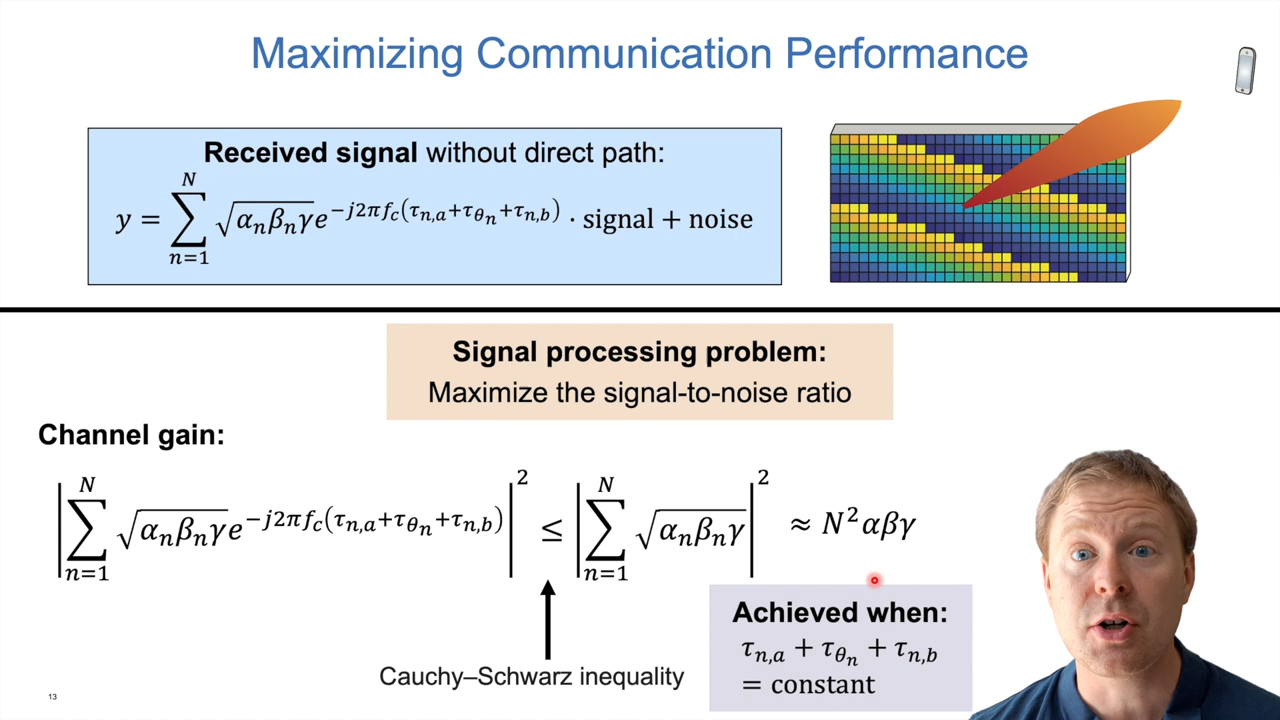 Maximizing Communication Performance
Received signal without direct path:
y = ∑_{n=1}^{N} √(αₙβₙγ) e^{−j2πf_c(τ_{n,a}+τ_{θₙ}+τ_{n,b})} · signal + noise
Signal processing problem:
Maximize the signal-to-noise ratio
Channel gain:
|∑_{n=1}^{N} √(αₙβₙγ) e^{−j2πf_c(τ_{n,a}+τ_{θₙ}+τ_{n,b})}|² ≤ |∑_{n=1}^{N} √(αₙβₙγ)|² ≈ N²αβγ
Cauchy–Schwarz inequality
Achieved when:
τ_{n,a} + τ_{θₙ} + τ_{n,b}
= constant
13